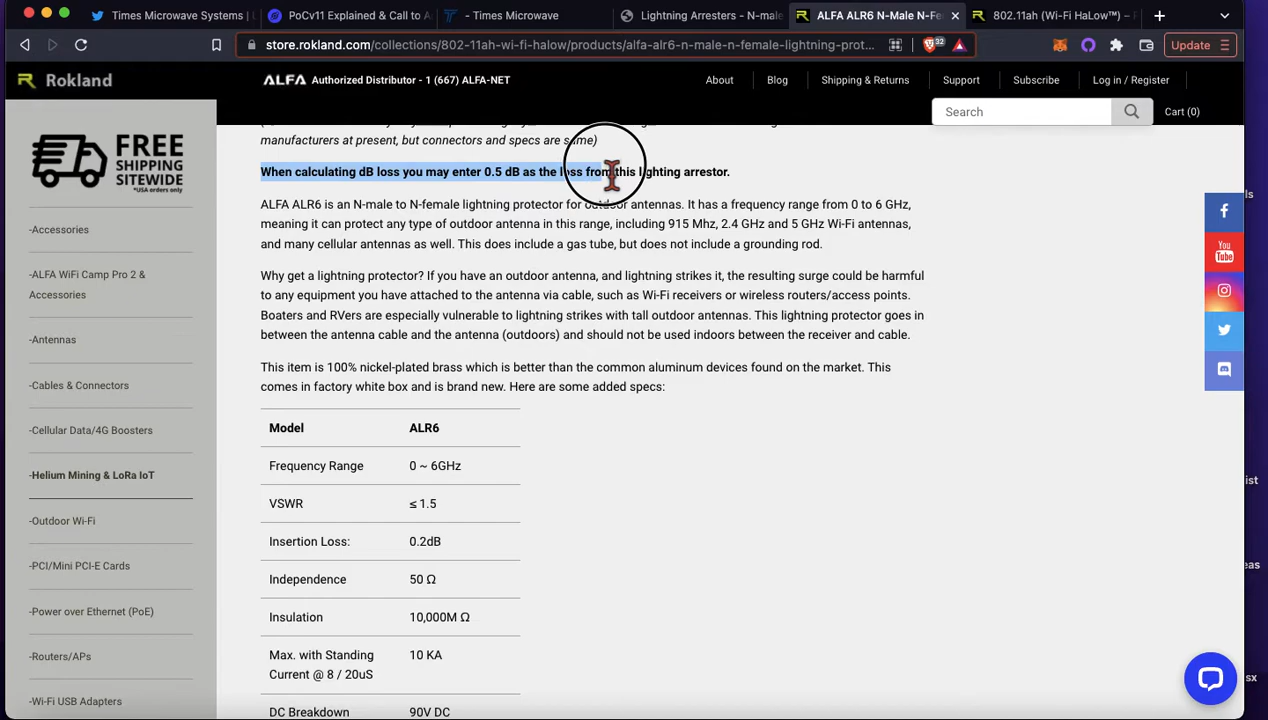 Times Microwave Systems | U
PoCv11 Explained & Call to A
- Times Microwave
Lightning Arresters - N-male
ALFA ALR6 N-Male N-Fe
802.11ah (Wi-Fi HaLow™) – R
store.rokland.com/collections/802-11ah-wi-fi-halow/products/alfa-alr6-n-male-n-female-lightning-prot...
32
Update
Rokland
ALFA Authorized Distributor - 1 (667) ALFA-NET
About
Blog
Shipping & Returns
Support
Subscribe
Log in / Register
Search
Cart (0)
FREE
SHIPPING
SITEWIDE
*USA orders only
-Accessories
-ALFA WiFi Camp Pro 2 &
Accessories
-Antennas
-Cables & Connectors
-Cellular Data/4G Boosters
-Helium Mining & LoRa IoT
-Outdoor Wi-Fi
-PCI/Mini PCI-E Cards
-Power over Ethernet (PoE)
-Routers/APs
-Wi-Fi USB Adapters
manufacturers at present, but connectors and specs are same)
When calculating dB loss you may enter 0.5 dB as the loss from this lighting arrestor.
ALFA ALR6 is an N-male to N-female lightning protector for outdoor antennas. It has a frequency range from 0 to 6 GHz,
meaning it can protect any type of outdoor antenna in this range, including 915 Mhz, 2.4 GHz and 5 GHz Wi-Fi antennas,
and many cellular antennas as well. This does include a gas tube, but does not include a grounding rod.
Why get a lightning protector? If you have an outdoor antenna, and lightning strikes it, the resulting surge could be harmful
to any equipment you have attached to the antenna via cable, such as Wi-Fi receivers or wireless routers/access points.
Boaters and RVers are especially vulnerable to lightning strikes with tall outdoor antennas. This lightning protector goes in
between the antenna cable and the antenna (outdoors) and should not be used indoors between the receiver and cable.
This item is 100% nickel-plated brass which is better than the common aluminum devices found on the market. This
comes in factory white box and is brand new. Here are some added specs:
Model ALR6
Frequency Range 0 ~ 6GHz
VSWR ≤ 1.5
Insertion Loss: 0.2dB
Independence 50 Ω
Insulation 10,000M Ω
Max. with Standing 10 KA
Current @ 8 / 20uS
DC Breakdown 90V DC
You
Tube
ls
ist
eas
sx